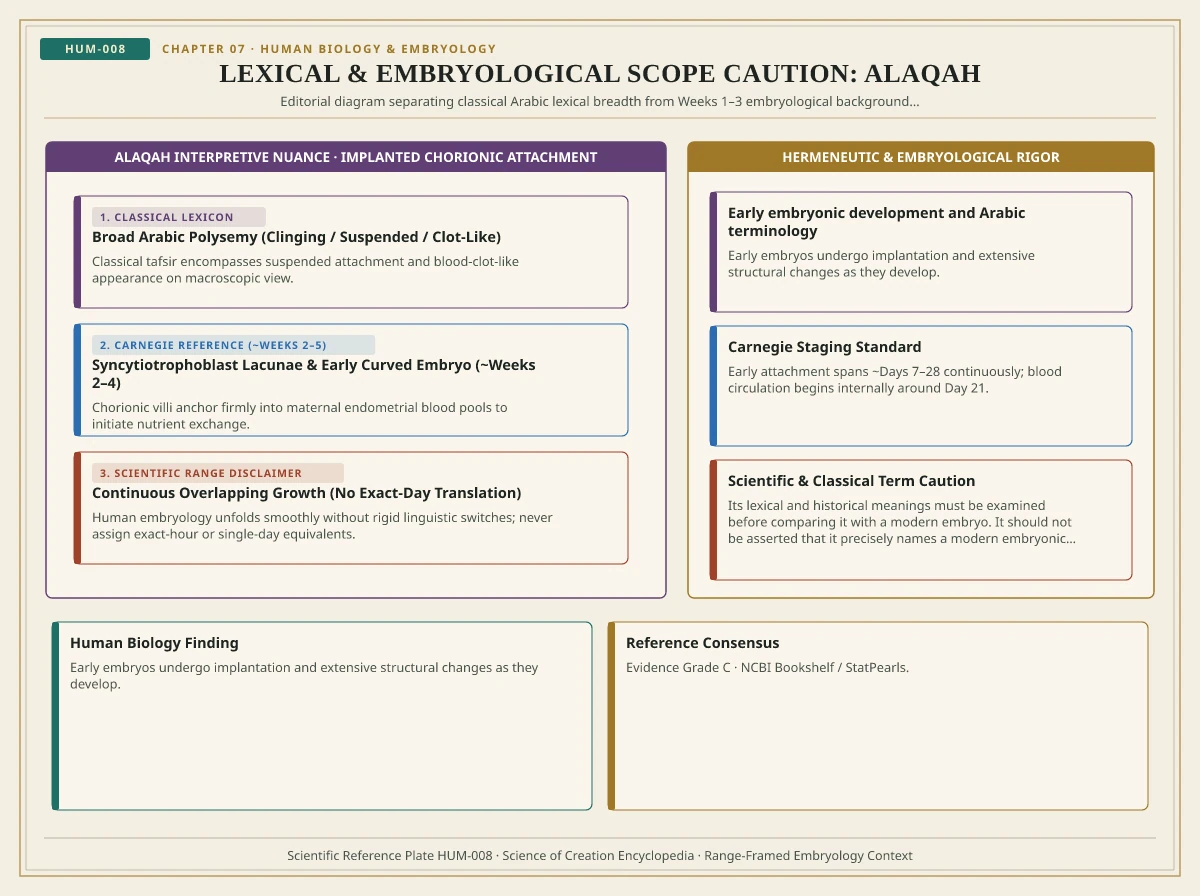 HUM-008
CHAPTER 07 · HUMAN BIOLOGY & EMBRYOLOGY
LEXICAL & EMBRYOLOGICAL SCOPE CAUTION: ALAQAH
Editorial diagram separating classical Arabic lexical breadth from Weeks 1–3 embryological background...
ALAQAH INTERPRETIVE NUANCE · IMPLANTED CHORIONIC ATTACHMENT
1. CLASSICAL LEXICON
Broad Arabic Polysemy (Clinging / Suspended / Clot-Like)
Classical tafsir encompasses suspended attachment and blood-clot-like
appearance on macroscopic view.
2. CARNEGIE REFERENCE (~WEEKS 2–5)
Syncytiotrophoblast Lacunae & Early Curved Embryo (~Weeks
2–4)
Chorionic villi anchor firmly into maternal endometrial blood pools to
initiate nutrient exchange.
3. SCIENTIFIC RANGE DISCLAIMER
Continuous Overlapping Growth (No Exact-Day Translation)
Human embryology unfolds smoothly without rigid linguistic switches; never
assign exact-hour or single-day equivalents.
HERMENEUTIC & EMBRYOLOGICAL RIGOR
Early embryonic development and Arabic
terminology
Early embryos undergo implantation and extensive
structural changes as they develop.
Carnegie Staging Standard
Early attachment spans ~Days 7–28 continuously; blood
circulation begins internally around Day 21.
Scientific & Classical Term Caution
Its lexical and historical meanings must be examined
before comparing it with a modern embryo. It should not
be asserted that it precisely names a modern embryonic...
Human Biology Finding
Early embryos undergo implantation and extensive structural changes as they
develop.
Reference Consensus
Evidence Grade C · NCBI Bookshelf / StatPearls.
Scientific Reference Plate HUM-008 · Science of Creation Encyclopedia · Range-Framed Embryology Context